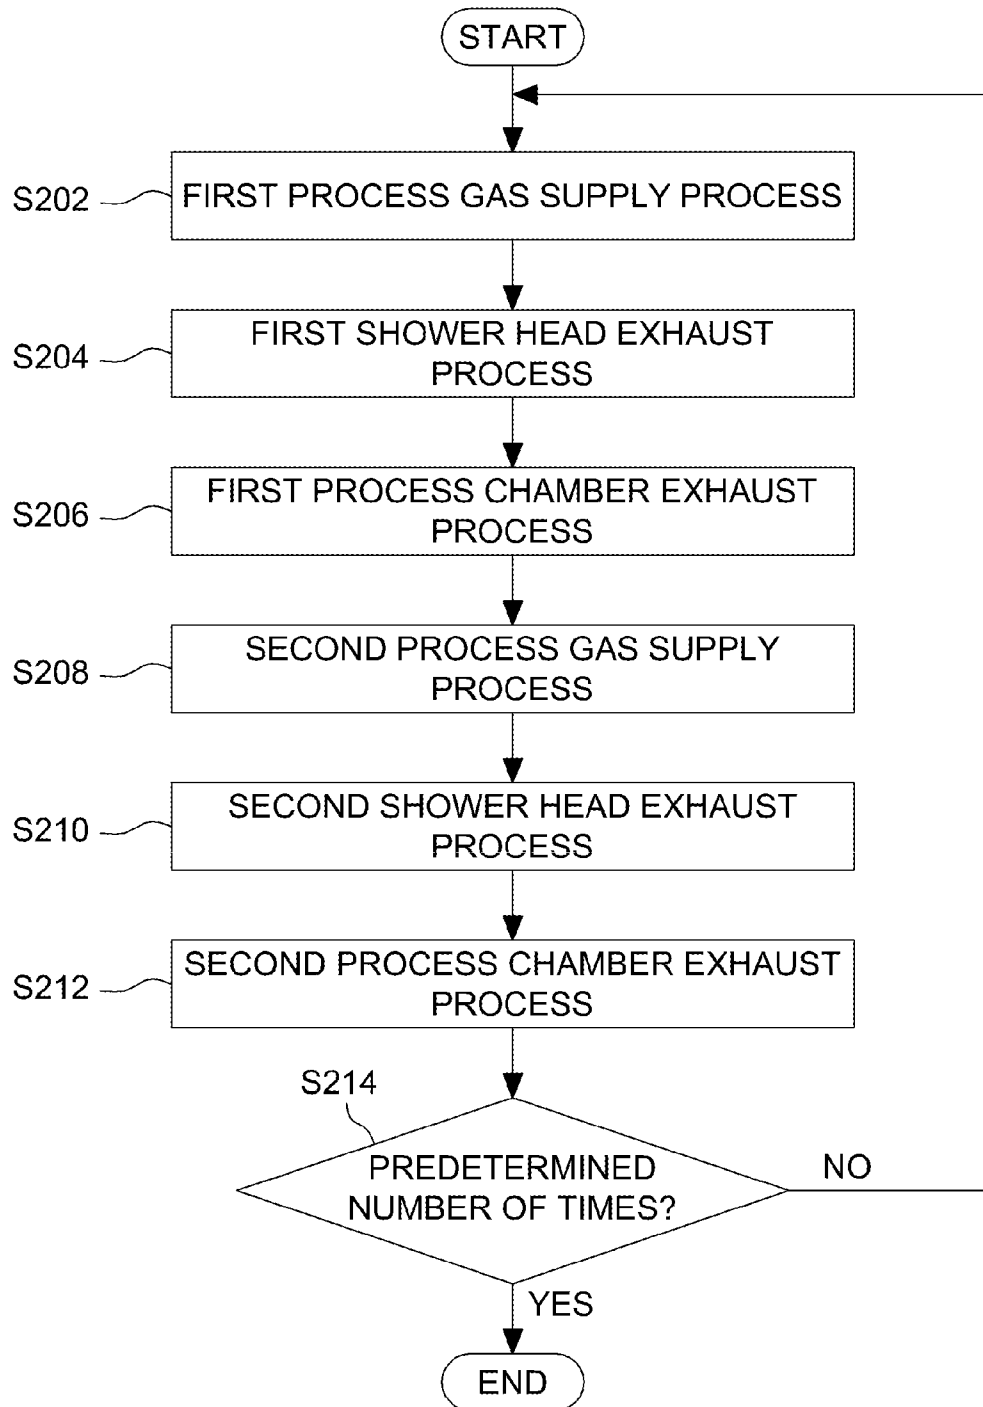 START
S202
FIRST PROCESS GAS SUPPLY PROCESS
S204
FIRST SHOWER HEAD EXHAUST
PROCESS
S206
FIRST PROCESS CHAMBER EXHAUST
PROCESS
S208
SECOND PROCESS GAS SUPPLY
PROCESS
S210
SECOND SHOWER HEAD EXHAUST
PROCESS
S212
SECOND PROCESS CHAMBER EXHAUST
PROCESS
S214
PREDETERMINED
NUMBER OF TIMES?
NO
YES
END